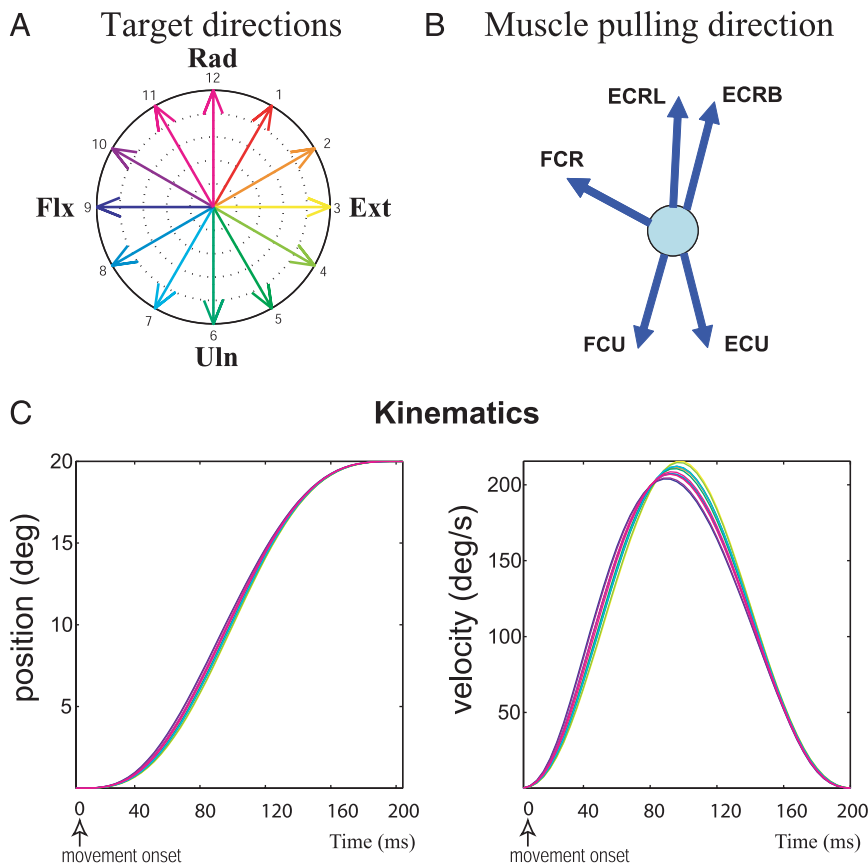 A Target directions
Rad
12
11 1
10 2
Flx 9 3 Ext
8 4
7 5
6
Uln
B Muscle pulling direction
ECRL ECRB
FCR
FCU ECU
C Kinematics
position (deg)
20
15
10
5
0 40 80 120 160 200
Time (ms)
movement onset
velocity (deg/s)
200
150
100
50
0 40 80 120 160 200
Time (ms)
movement onset